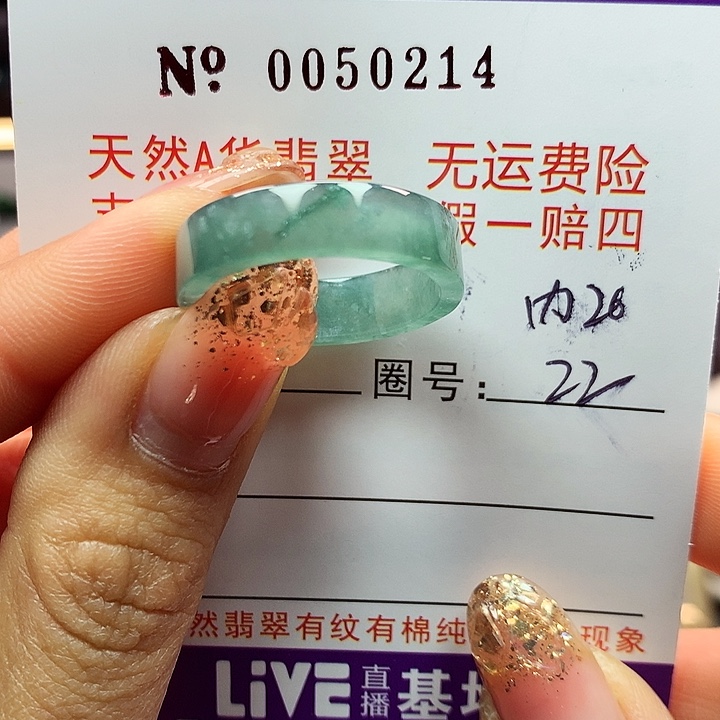 Nº 0050214
天然A货翡翠 无运费险
假一赔四
内20
圈号: 22
然翡翠有纹有棉纯 现象
LiVE 直播 基